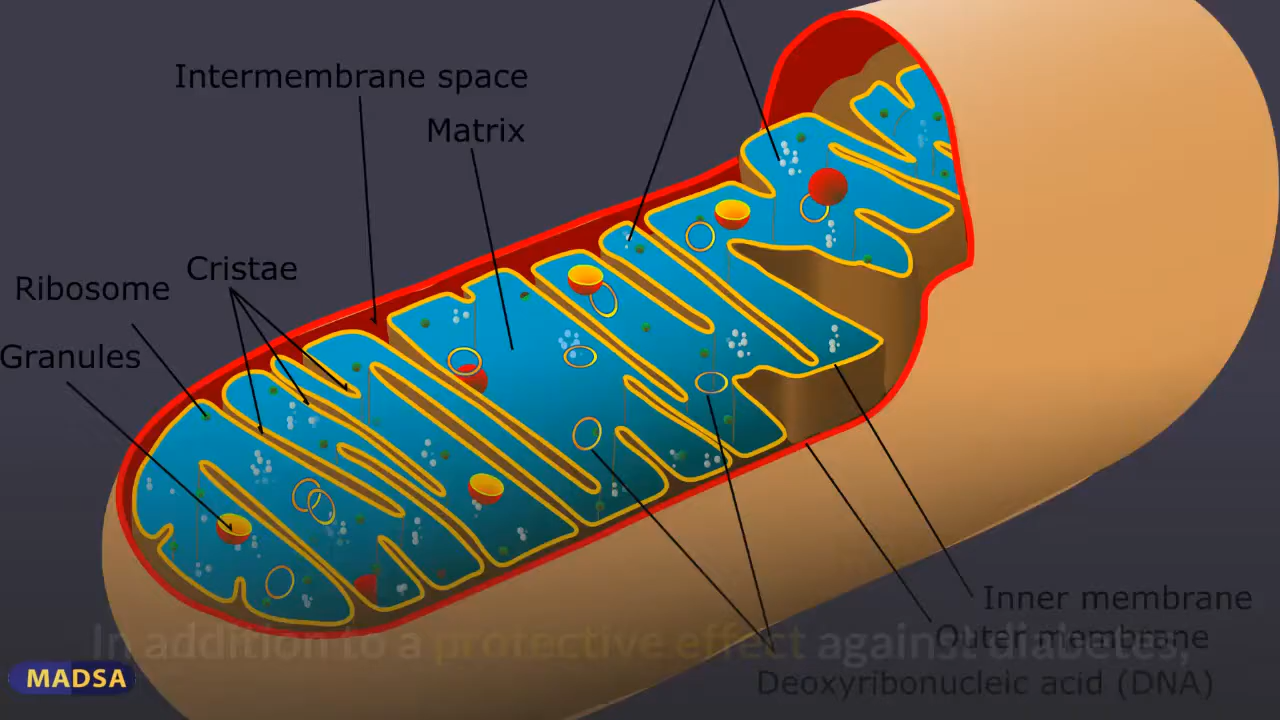 Intermembrane space
Matrix
Cristae
Ribosome
Granules
Inner membrane
Outer membrane
In addition to a protective effect against diabetes,
MADSA
Deoxyribonucleic acid (DNA)